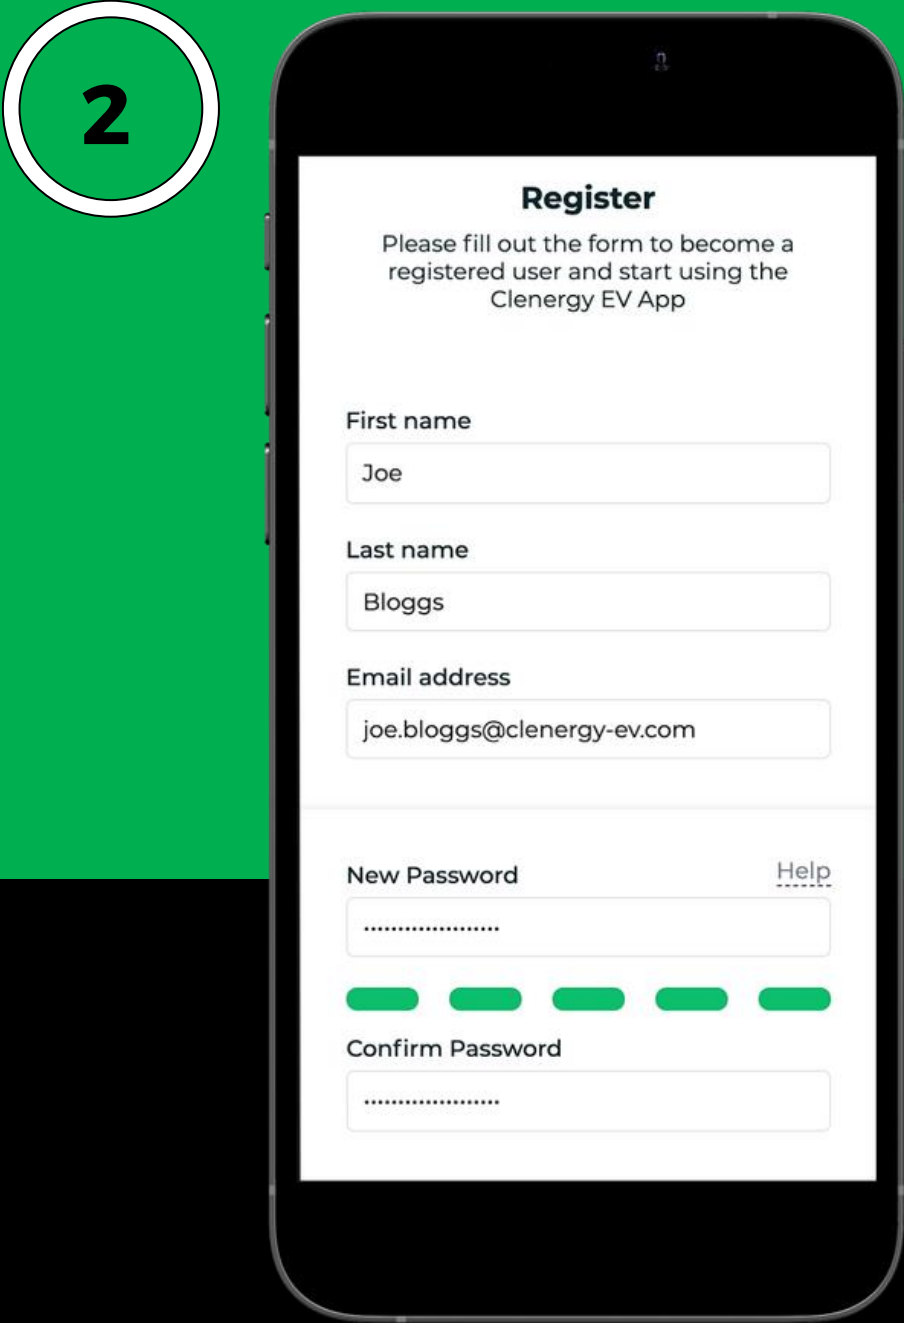 2
Register
Please fill out the form to become a
registered user and start using the
Clenergy EV App
First name
Joe
Last name
Bloggs
Email address
joe.bloggs@clenergy-ev.com
New Password
Help
····················
Confirm Password
····················